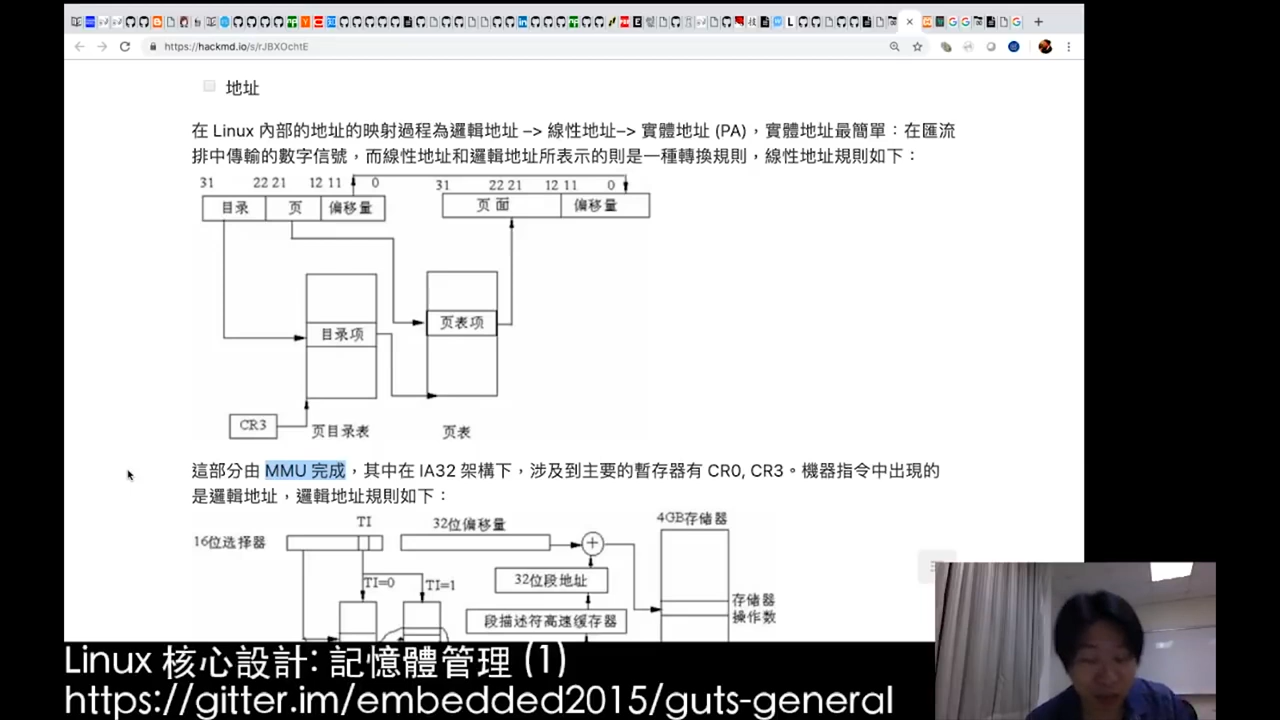 https://hackmd.io/s/rJBXOchtE
地址
在 Linux 內部的地址的映射過程為邏輯地址 –> 線性地址–> 實體地址 (PA)，實體地址最簡單：在匯流
排中傳輸的數字信號，而線性地址和邏輯地址所表示的則是一種轉換規則，線性地址規則如下：
31 22 21 12 11 0 31 22 21 12 11 0
目录 页 偏移量 页面 偏移量
页表项
目录项
CR3 页目录表 页表
這部分由 MMU 完成，其中在 IA32 架構下，涉及到主要的暫存器有 CR0, CR3。機器指令中出現的
是邏輯地址，邏輯地址規則如下：
TI 32位偏移量 4GB存储器
16位选择器 +
TI=0 TI=1 32位段地址
存储器
操作数
段描述符高速缓存器
Linux 核心設計: 記憶體管理 (1)
https://gitter.im/embedded2015/guts-general